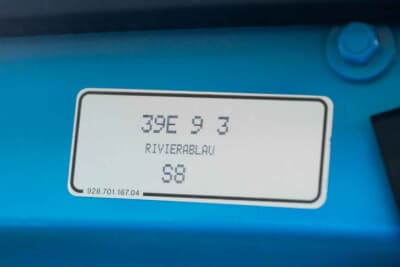 39E 9 3
RIVIERABLAU
S8
928.701.167.04